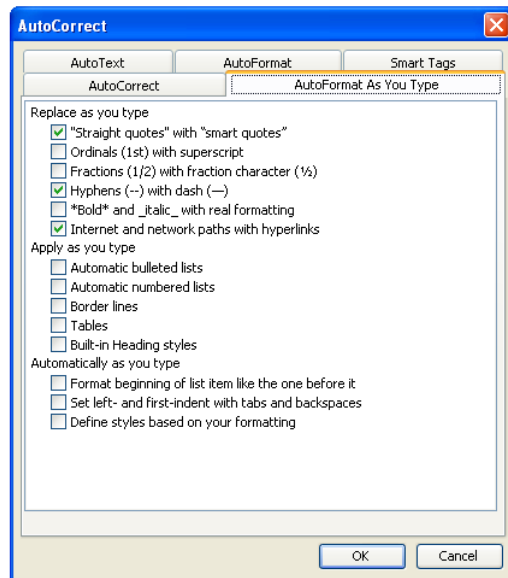 AutoCorrect
AutoText AutoFormat Smart Tags
AutoCorrect AutoFormat As You Type
Replace as you type
"Straight quotes" with “smart quotes”
Ordinals (1st) with superscript
Fractions (1/2) with fraction character (½)
Hyphens (--) with dash (—)
*Bold* and _italic_ with real formatting
Internet and network paths with hyperlinks
Apply as you type
Automatic bulleted lists
Automatic numbered lists
Border lines
Tables
Built-in Heading styles
Automatically as you type
Format beginning of list item like the one before it
Set left- and first-indent with tabs and backspaces
Define styles based on your formatting
OK Cancel